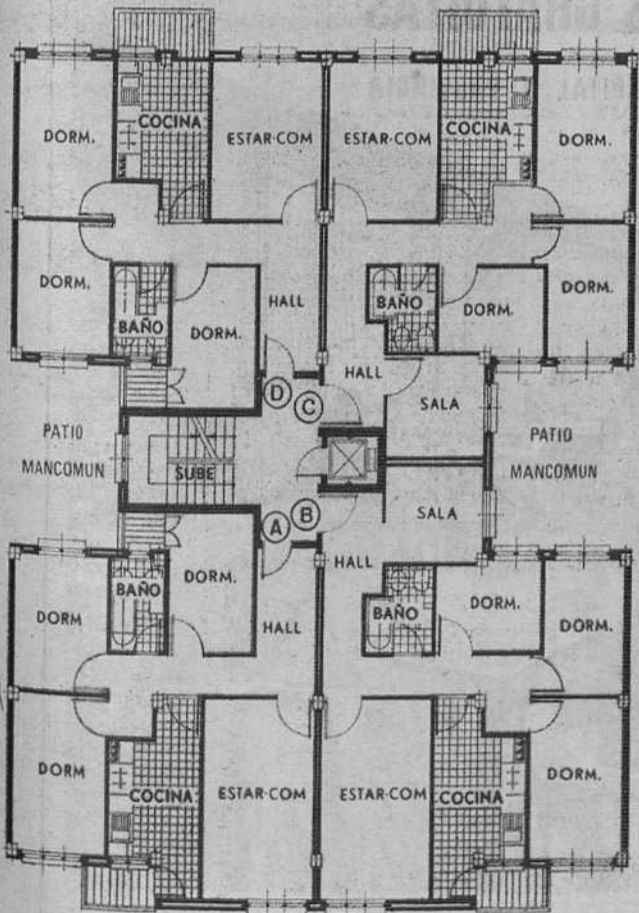 DORM.
COCINA
ESTAR-COM
ESTAR-COM
COCINA
DORM.
DORM.
BAÑO
DORM.
HALL
BAÑO
DORM.
DORM.
HALL
SALA
D
C
PATIO
MANCOMUN
SUBE
PATIO
MANCOMUN
A
B
SALA
HALL
DORM
BAÑO
DORM.
HALL
BAÑO
DORM.
DORM.
DORM
COCINA
ESTAR-COM
ESTAR-COM
COCINA
DORM.